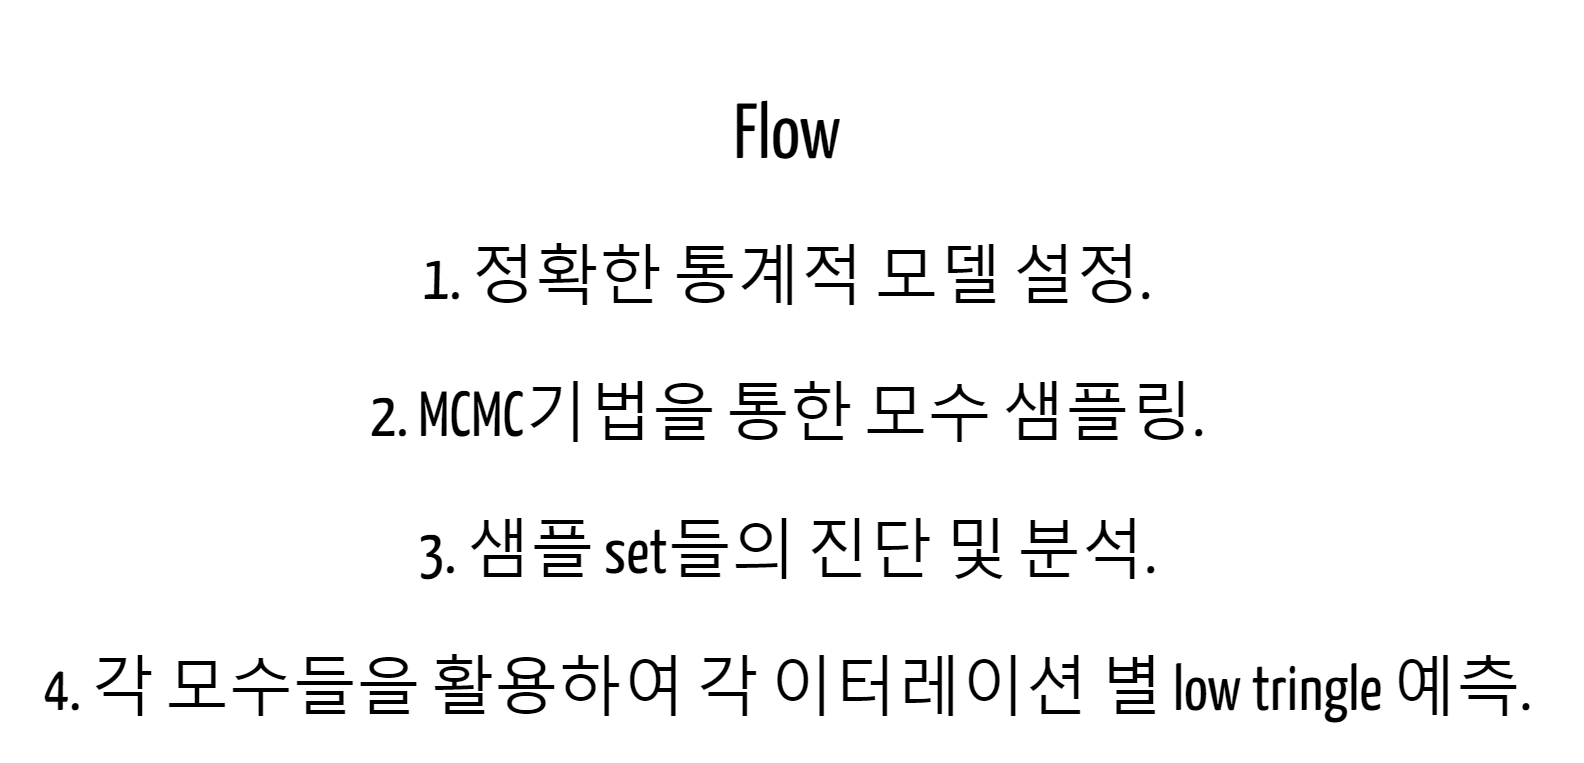 Flow
1. 정확한 통계적 모델 설정.
2. MCMC기법을 통한 모수 샘플링.
3. 샘플 set들의 진단 및 분석.
4. 각 모수들을 활용하여 각 이터레이션 별 low tringle 예측.